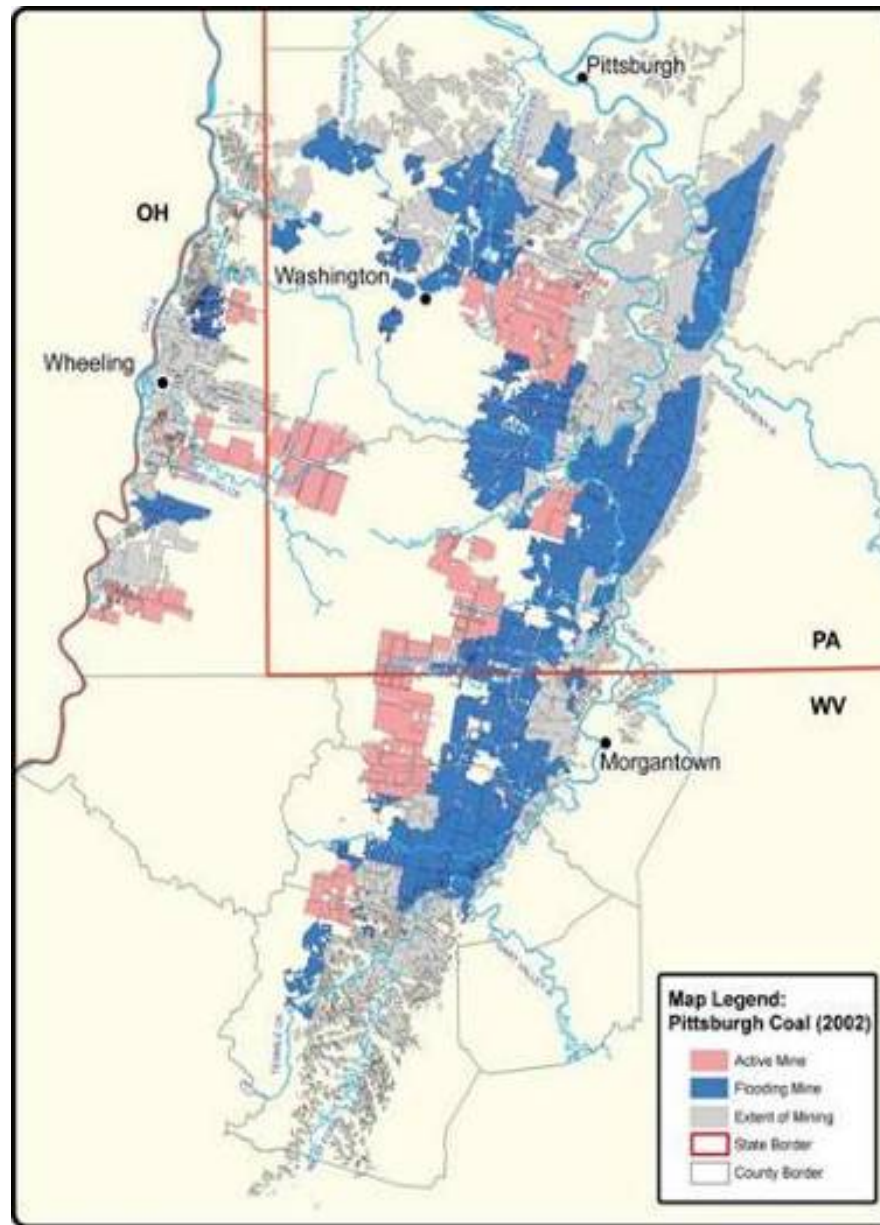 Pittsburgh
OH
Washington
Wheeling
PA
WV
Morgantown
Map Legend:
Pittsburgh Coal (2002)
Active Mine
Flooding Mine
Extent of Mining
State Border
County Border